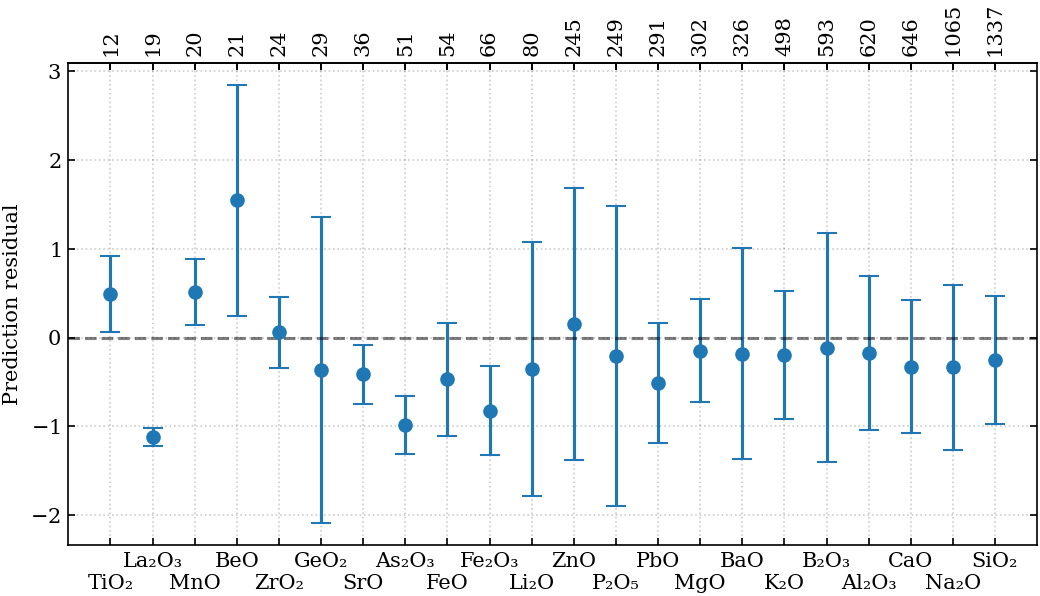 12 19 20 21 24 29 36 51 54 66 80 245 249 291 302 326 498 593 620 646 1065 1337
Prediction residual
3
2
1
0
−1
−2
La₂O₃ BeO GeO₂ As₂O₃ Fe₂O₃ ZnO PbO BaO B₂O₃ CaO SiO₂
TiO₂ MnO ZrO₂ SrO FeO Li₂O P₂O₅ MgO K₂O Al₂O₃ Na₂O